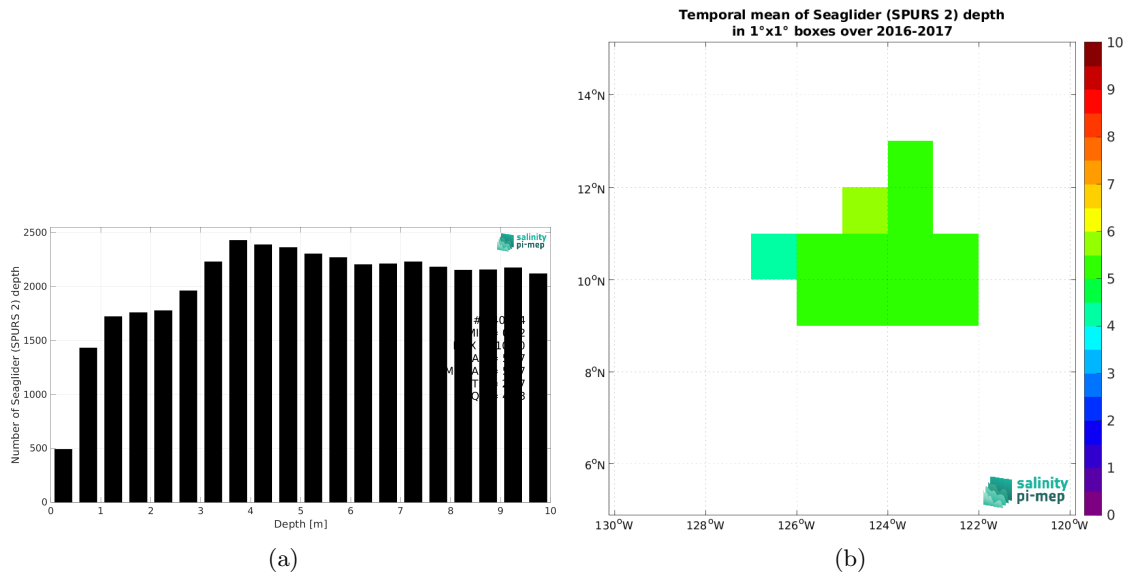 2500
2000
1500
1000
500
0
0 1 2 3 4 5 6 7 8 9 10
Number of Seaglider (SPURS 2) depth
Depth [m]
salinity
pi-mep
(a)
Temporal mean of Seaglider (SPURS 2) depth
in 1°x1° boxes over 2016-2017
14°N
12°N
10°N
8°N
6°N
130°W 128°W 126°W 124°W 122°W 120°W
10
9
8
7
6
5
4
3
2
1
0
salinity
pi-mep
(b)